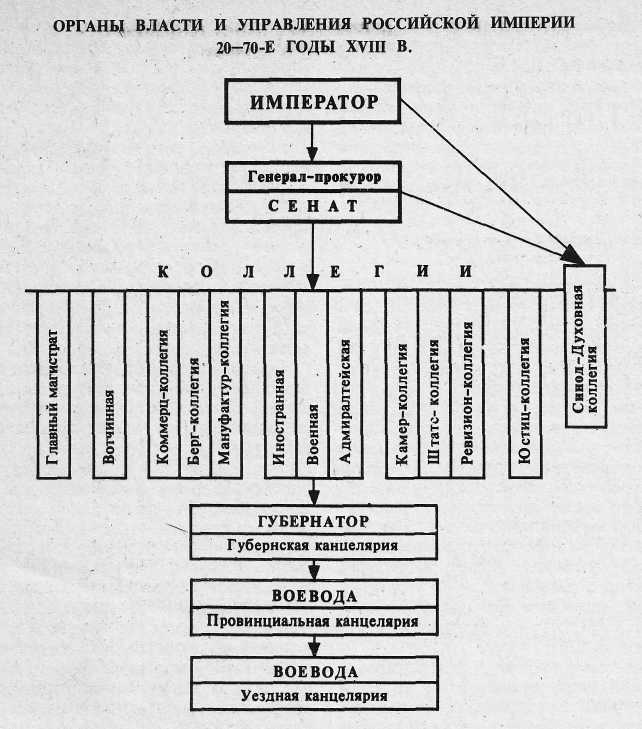 ОРГАНЫ ВЛАСТИ И УПРАВЛЕНИЯ РОССИЙСКОЙ ИМПЕРИИ
20—70-Е ГОДЫ XVIII В.
ИМПЕРАТОР
Генерал-прокурор
СЕНАТ
КОЛЛЕГИИ
Главный магистрат
Вотчинная
Коммерц-коллегия
Берг-коллегия
Мануфактур-коллегия
Иностранная
Военная
Адмиралтейская
Камер-коллегия
Штатс-коллегия
Ревизион-коллегия
Юстиц-коллегия
Синод-Духовная
коллегия
ГУБЕРНАТОР
Губернская канцелярия
ВОЕВОДА
Провинциальная канцелярия
ВОЕВОДА
Уездная канцелярия